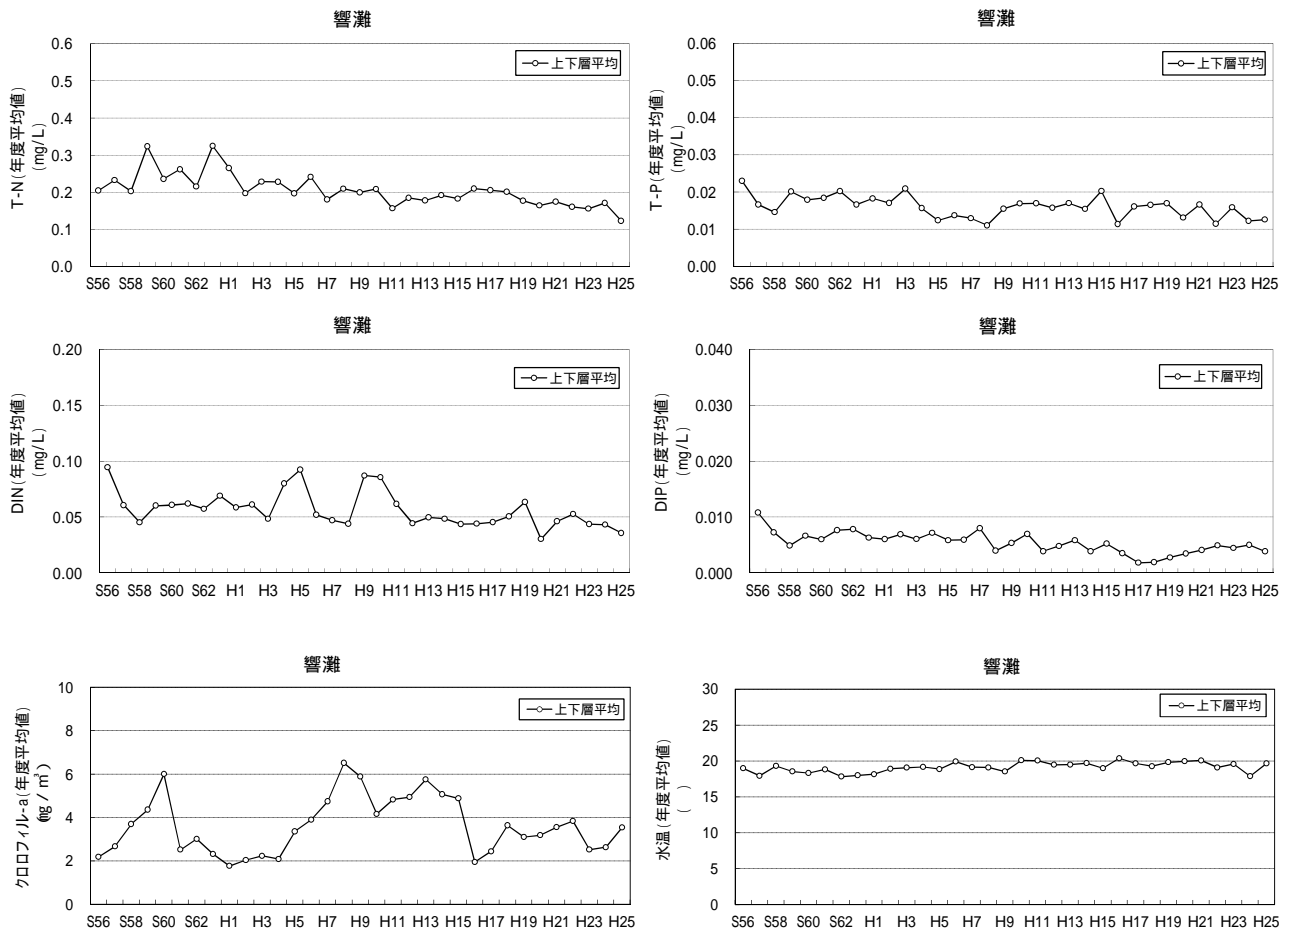 響灘
T-N(年度平均値)
(mg/L)
0.6
0.5
0.4
0.3
0.2
0.1
0.0
上下層平均
S56 S58 S60 S62 H1 H3 H5 H7 H9 H11 H13 H15 H17 H19 H21 H23 H25
響灘
T-P(年度平均値)
(mg/L)
0.06
0.05
0.04
0.03
0.02
0.01
0.00
上下層平均
S56 S58 S60 S62 H1 H3 H5 H7 H9 H11 H13 H15 H17 H19 H21 H23 H25
響灘
DIN(年度平均値)
(mg/L)
0.20
0.15
0.10
0.05
0.00
上下層平均
S56 S58 S60 S62 H1 H3 H5 H7 H9 H11 H13 H15 H17 H19 H21 H23 H25
響灘
DIP(年度平均値)
(mg/L)
0.040
0.030
0.020
0.010
0.000
上下層平均
S56 S58 S60 S62 H1 H3 H5 H7 H9 H11 H13 H15 H17 H19 H21 H23 H25
響灘
クロロフィル-a(年度平均値)
10
8
6
4
2
0
上下層平均
S56 S58 S60 S62 H1 H3 H5 H7 H9 H11 H13 H15 H17 H19 H21 H23 H25
響灘
水温(年度平均値)
( )
30
25
20
15
10
5
0
上下層平均
S56 S58 S60 S62 H1 H3 H5 H7 H9 H11 H13 H15 H17 H19 H21 H23 H25